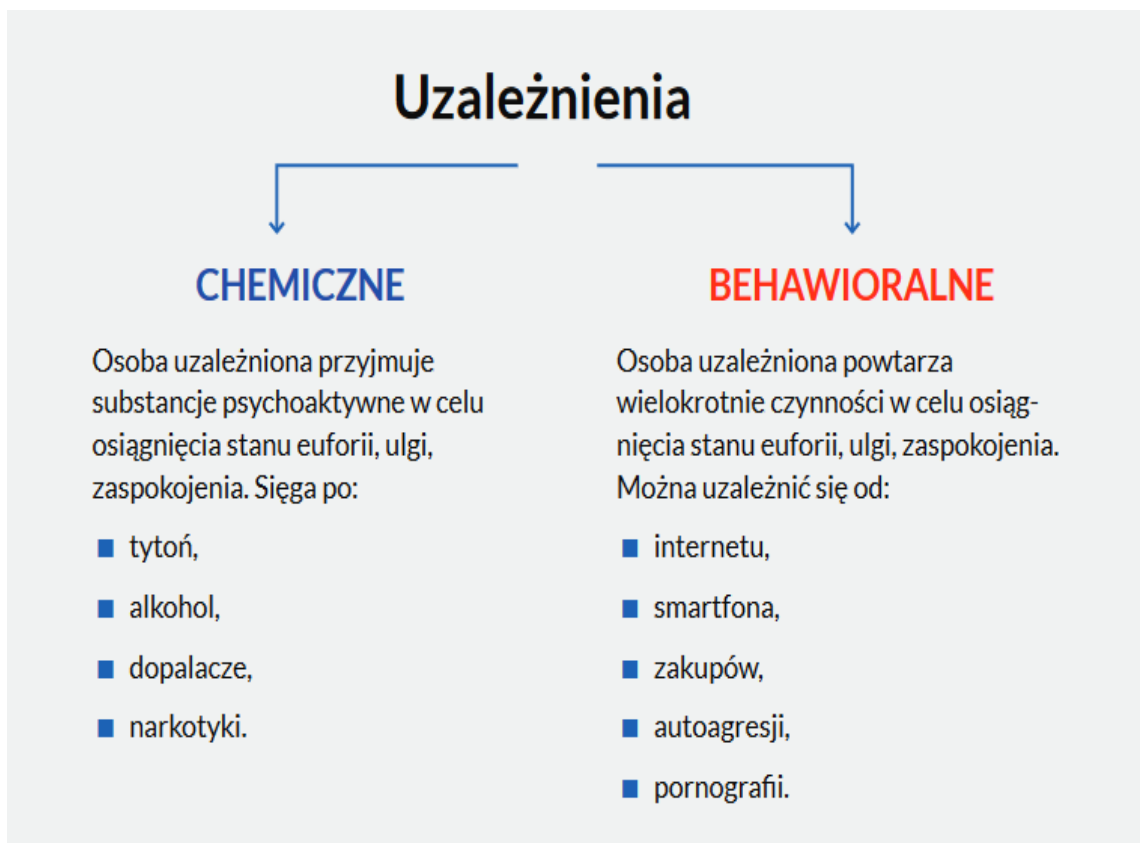 Uzależnienia
CHEMICZNE
Osoba uzależniona przyjmuje
substancje psychoaktywne w celu
osiągnięcia stanu euforii, ulgi,
zaspokojenia. Sięga po:
tytoń,
alkohol,
dopalacze,
narkotyki.
BEHAWIORALNE
Osoba uzależniona powtarza
wielokrotnie czynności w celu osiąg-
nięcia stanu euforii, ulgi, zaspokojenia.
Można uzależnić się od:
internetu,
smartfona,
zakupów,
autoagresji,
pornografii.